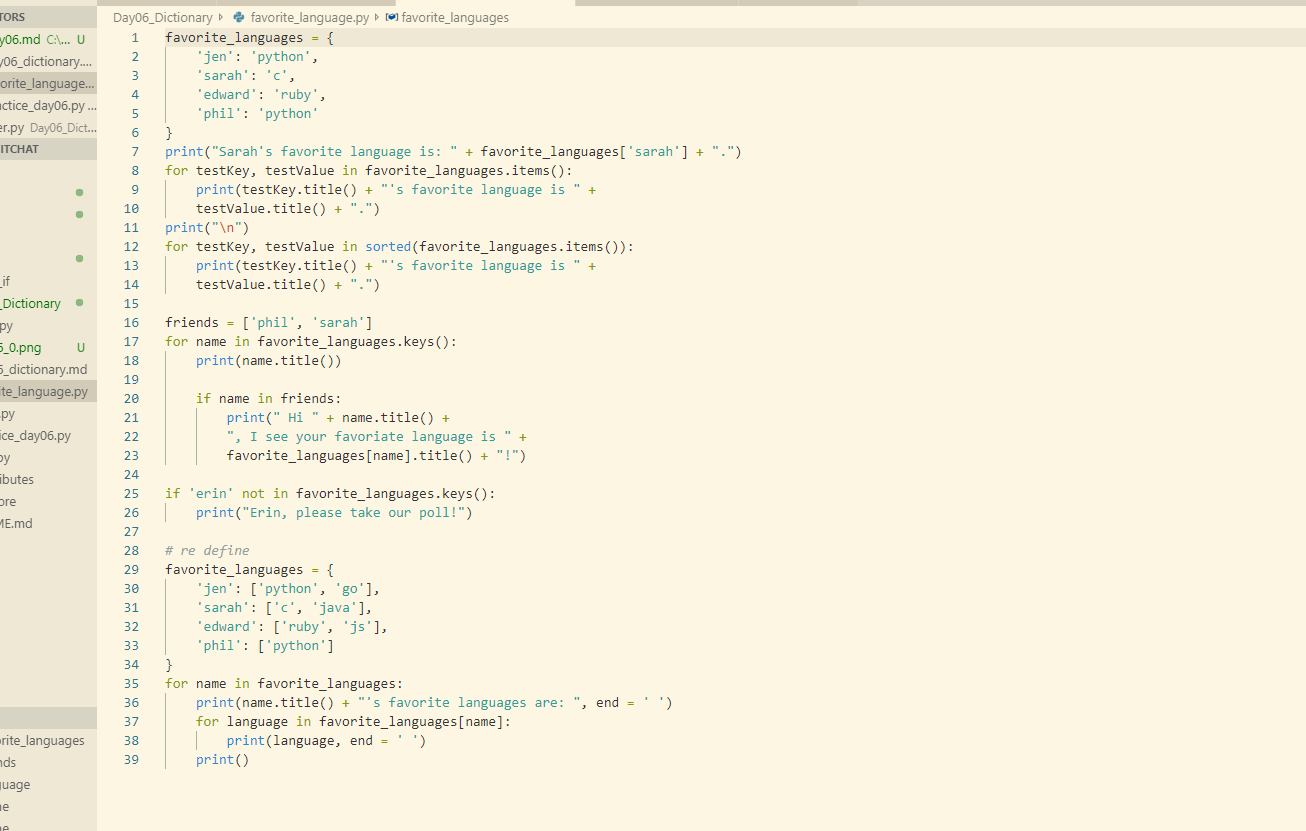 TORS
y06.md C:\... U
y06_dictionary....
orite_language...
actice_day06.py ...
er.py Day06_Dict...
ITCHAT
_if
_Dictionary
py
6_0.png U
6_dictionary.md
ite_language.py
.py
ice_day06.py
py
ibutes
ore
ME.md
rite_languages
nds
guage
ne
ne
Day06_Dictionary favorite_language.py favorite_languages
1 favorite_languages = {
2 'jen': 'python',
3 'sarah': 'c',
4 'edward': 'ruby',
5 'phil': 'python'
6 }
7 print("Sarah's favorite language is: " + favorite_languages['sarah'] + ".")
8 for testKey, testValue in favorite_languages.items():
9 print(testKey.title() + "'s favorite language is " +
10 testValue.title() + ".")
11 print("\n")
12 for testKey, testValue in sorted(favorite_languages.items()):
13 print(testKey.title() + "'s favorite language is " +
14 testValue.title() + ".")
15
16 friends = ['phil', 'sarah']
17 for name in favorite_languages.keys():
18 print(name.title())
19
20 if name in friends:
21 print(" Hi " + name.title() +
22 ", I see your favoriate language is " +
23 favorite_languages[name].title() + "!")
24
25 if 'erin' not in favorite_languages.keys():
26 print("Erin, please take our poll!")
27
28 # re define
29 favorite_languages = {
30 'jen': ['python', 'go'],
31 'sarah': ['c', 'java'],
32 'edward': ['ruby', 'js'],
33 'phil': ['python']
34 }
35 for name in favorite_languages:
36 print(name.title() + "'s favorite languages are: ", end = ' ')
37 for language in favorite_languages[name]:
38 print(language, end = ' ')
39 print()